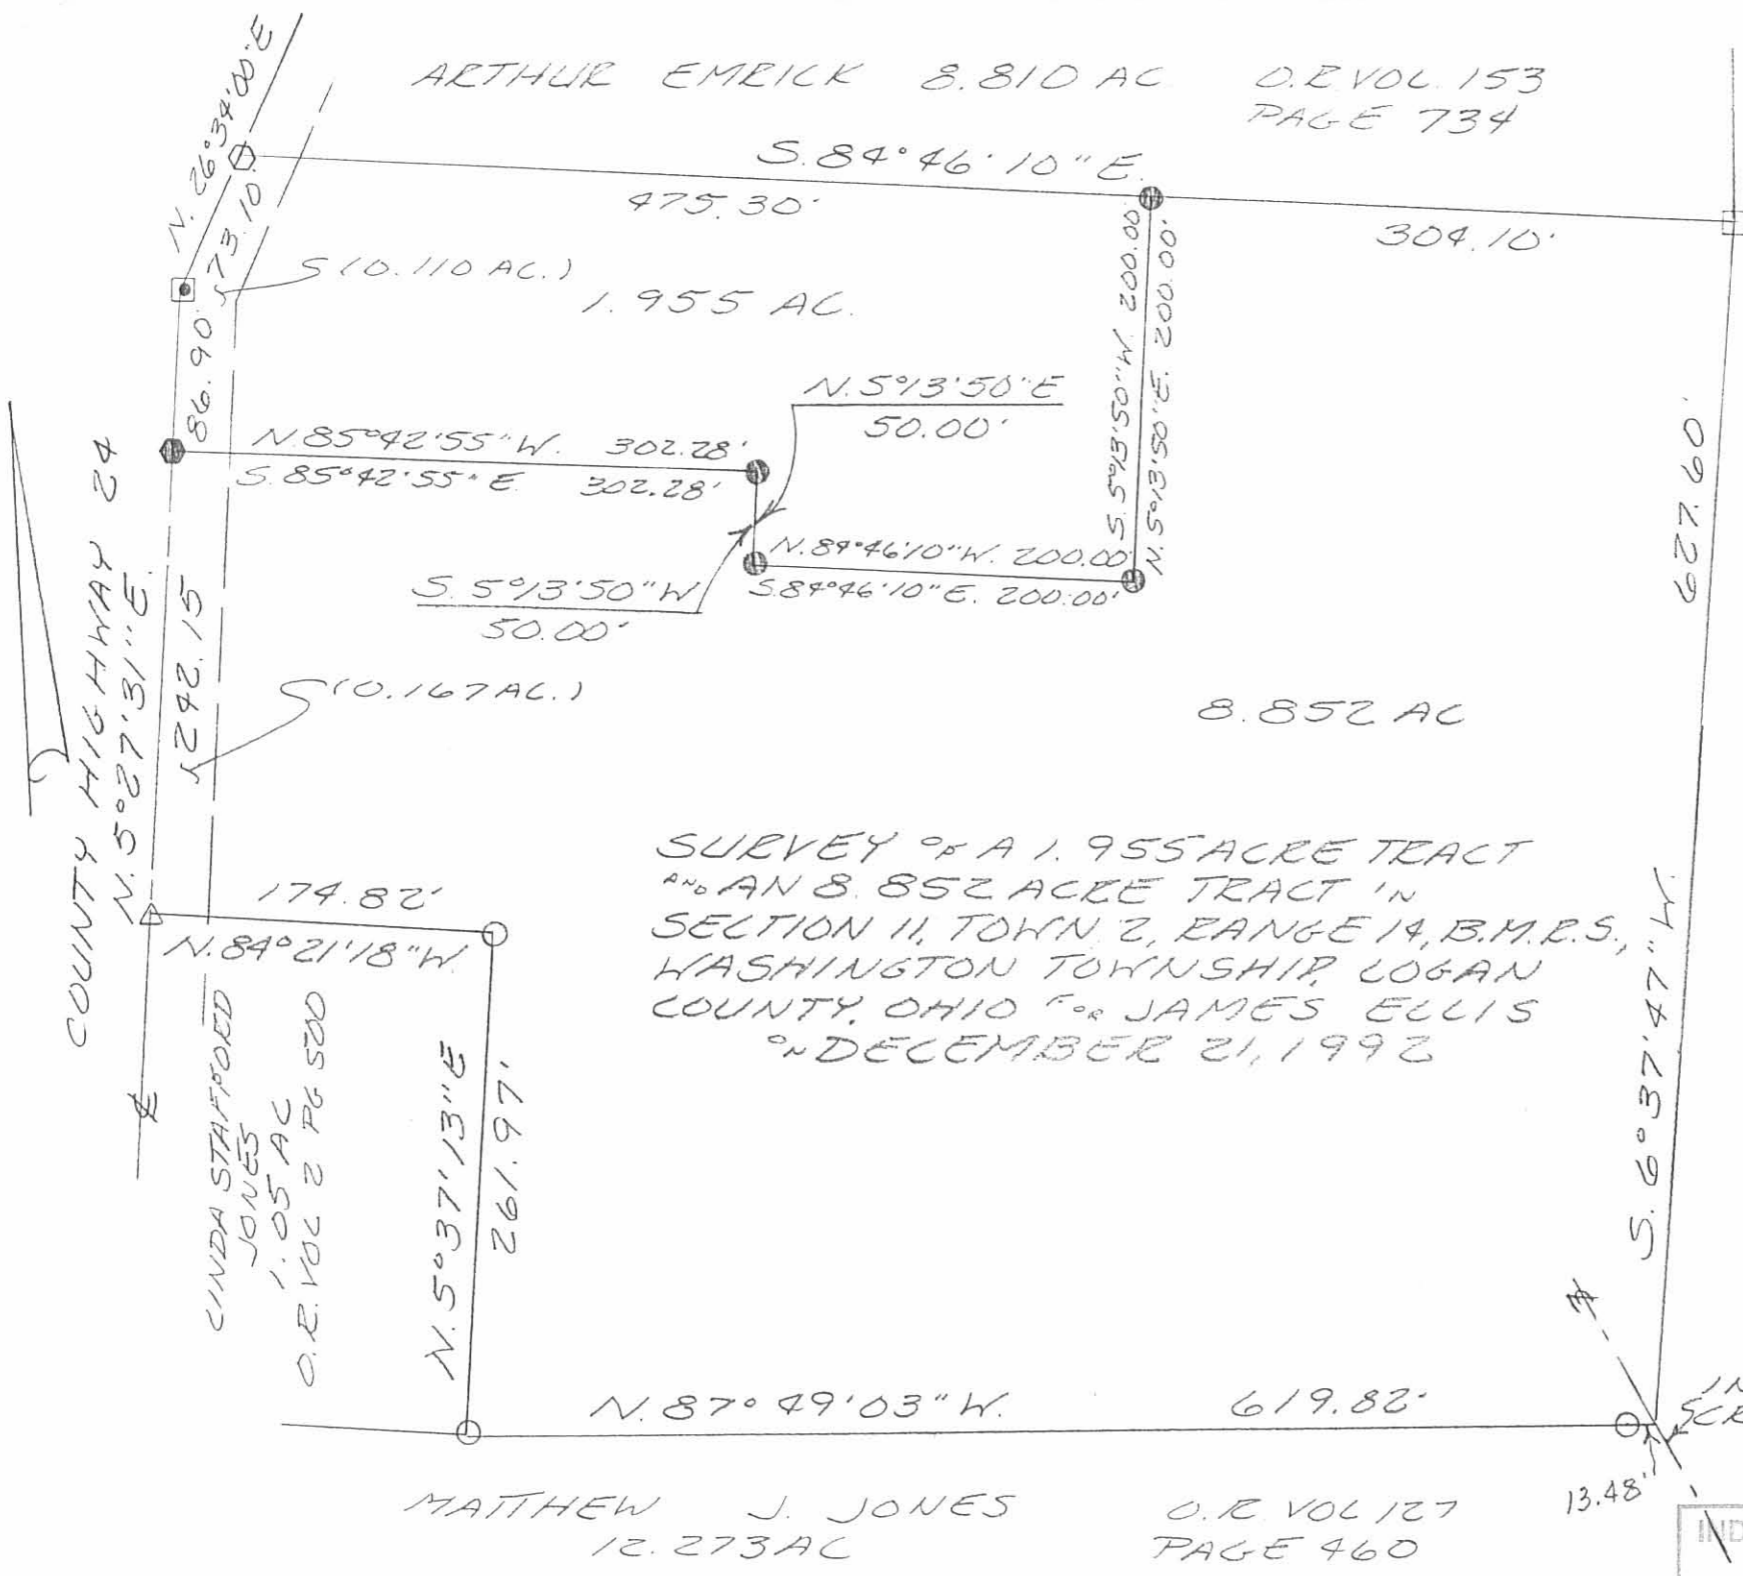 ARTHUR EMRICK 8.810 AC O.R VOL. 153
PAGE 734
N. 26°34'00"E
73.10'
S. 84°46'10"E.
475.30'
304.10'
(0.110 AC.)
1.955 AC.
86.90'
S. 5°13'50"W. 200.00'
N. 5°13'50"E. 200.00'
N. 5°13'50"E
50.00'
N. 85°42'55"W. 302.28'
S. 85°42'55"E. 302.28'
N. 84°46'10"W. 200.00'
S. 84°46'10"E. 200.00'
S. 5°13'50"W
50.00'
627.60'
S. 6°37'47"W.
COUNTY HIGHWAY 24
N. 5°27'31"E.
242.15
(0.167 AC.)
8.852 AC
SURVEY OF A 1.955 ACRE TRACT
AND AN 8.852 ACRE TRACT IN
SECTION 11, TOWN 2, RANGE 14, B.M.R.S.,
WASHINGTON TOWNSHIP, LOGAN
COUNTY, OHIO FOR JAMES ELLIS
ON DECEMBER 21, 1992
174.82'
N. 84°21'18"W.
LINDA STAFFORD
JONES
1.05 AC
O.R. VOL 2 PG 500
N. 5°37'13"E
261.97'
N. 87°49'03"W. 619.82'
13.48'
MATTHEW J. JONES O.R VOL 127
12.273 AC PAGE 460
IND